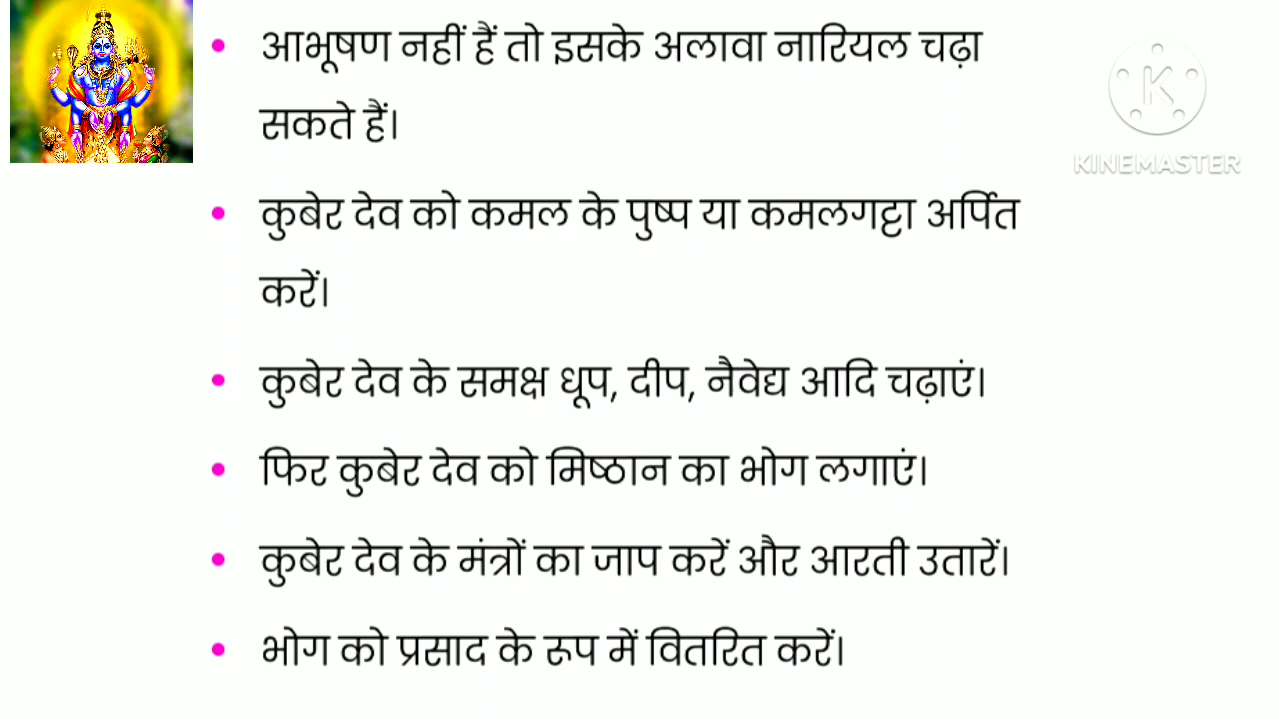 • आभूषण नहीं हैं तो इसके अलावा नारियल चढ़ा
सकते हैं।
• कुबेर देव को कमल के पुष्प या कमलगट्टा अर्पित
करें।
• कुबेर देव के समक्ष धूप, दीप, नैवेद्य आदि चढ़ाएं।
• फिर कुबेर देव को मिष्ठान का भोग लगाएं।
• कुबेर देव के मंत्रों का जाप करें और आरती उतारें।
• भोग को प्रसाद के रूप में वितरित करें।
K
KINEMASTER